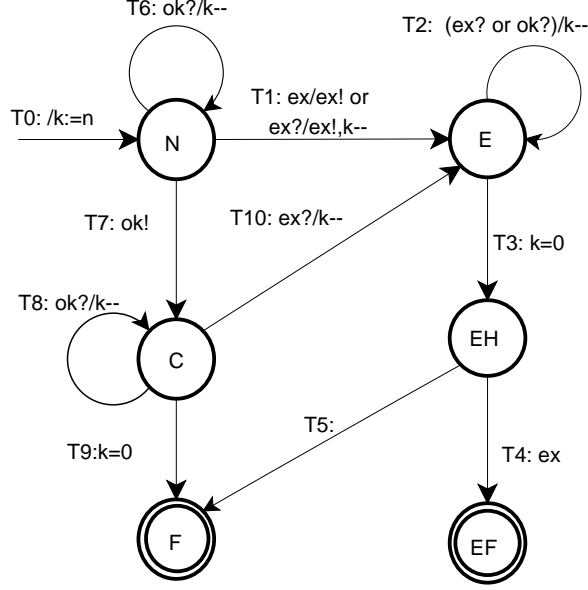 T6: ok?/k--
T2: (ex? or ok?)/k--
T0: /k:=n
T1: ex/ex! or
ex?/ex!,k--
N
E
T7: ok!
T10: ex?/k--
T3: k=0
T8: ok?/k--
C
EH
T5:
T9:k=0
T4: ex
F
EF